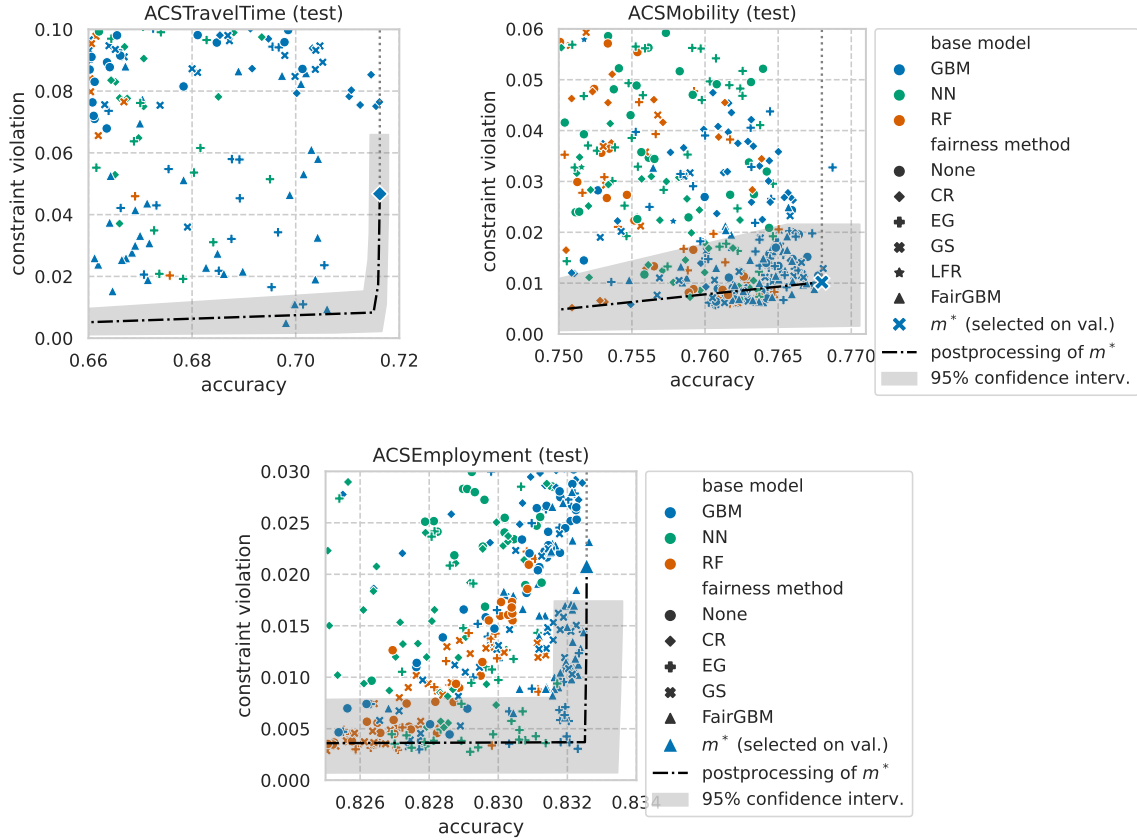 ACSTravelTime (test)
0.10
0.08
0.06
0.04
0.02
0.00
constraint violation
0.66
0.68
0.70
0.72
accuracy
ACSMobility (test)
0.06
0.05
0.04
0.03
0.02
0.01
0.00
constraint violation
0.750
0.755
0.760
0.765
0.770
accuracy
base model
GBM
NN
RF
fairness method
None
CR
EG
GS
LFR
FairGBM
m* (selected on val.)
postprocessing of m*
95% confidence interv.
ACSEmployment (test)
0.030
0.025
0.020
0.015
0.010
0.005
0.000
constraint violation
0.826
0.828
0.830
0.832
0.834
accuracy
base model
GBM
NN
RF
fairness method
None
CR
EG
GS
FairGBM
m* (selected on val.)
postprocessing of m*
95% confidence interv.